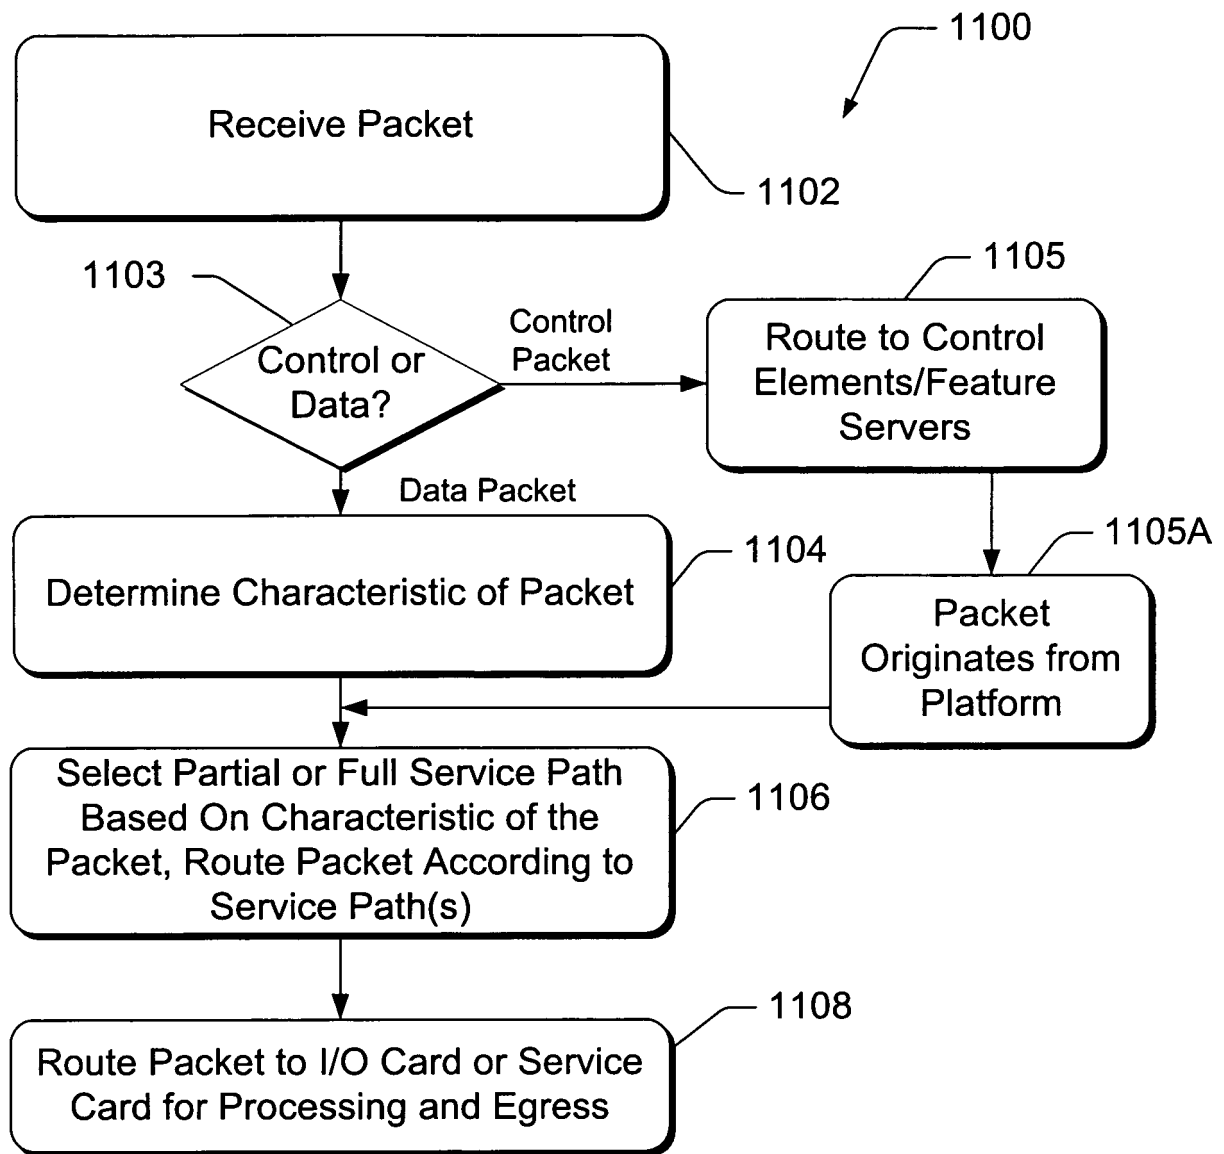 1100
Receive Packet
1102
1103
Control or
Data?
Control
Packet
1105
Route to Control
Elements/Feature
Servers
Data Packet
1104
Determine Characteristic of Packet
1105A
Packet
Originates from
Platform
Select Partial or Full Service Path
Based On Characteristic of the
Packet, Route Packet According to
Service Path(s)
1106
1108
Route Packet to I/O Card or Service
Card for Processing and Egress